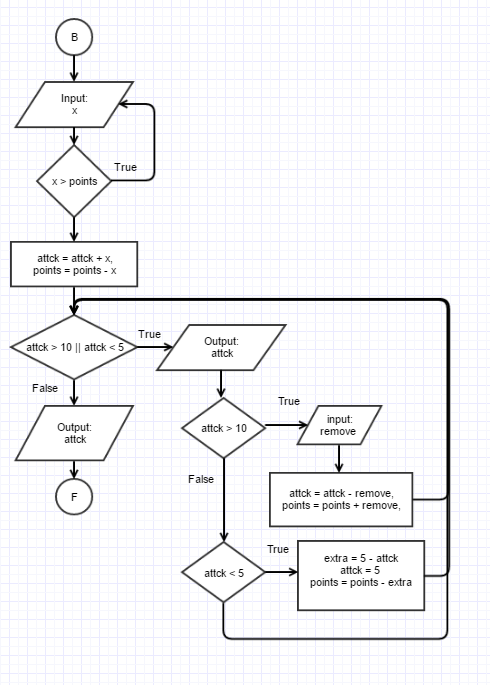 B
Input:
x
True
x > points
attck = attck + x,
points = points - x
attck > 10 || attck < 5
True
Output:
attck
False
Output:
attck
F
attck > 10
True
input:
remove
attck = attck - remove,
points = points + remove,
False
attck < 5
True
extra = 5 - attck
attck = 5
points = points - extra